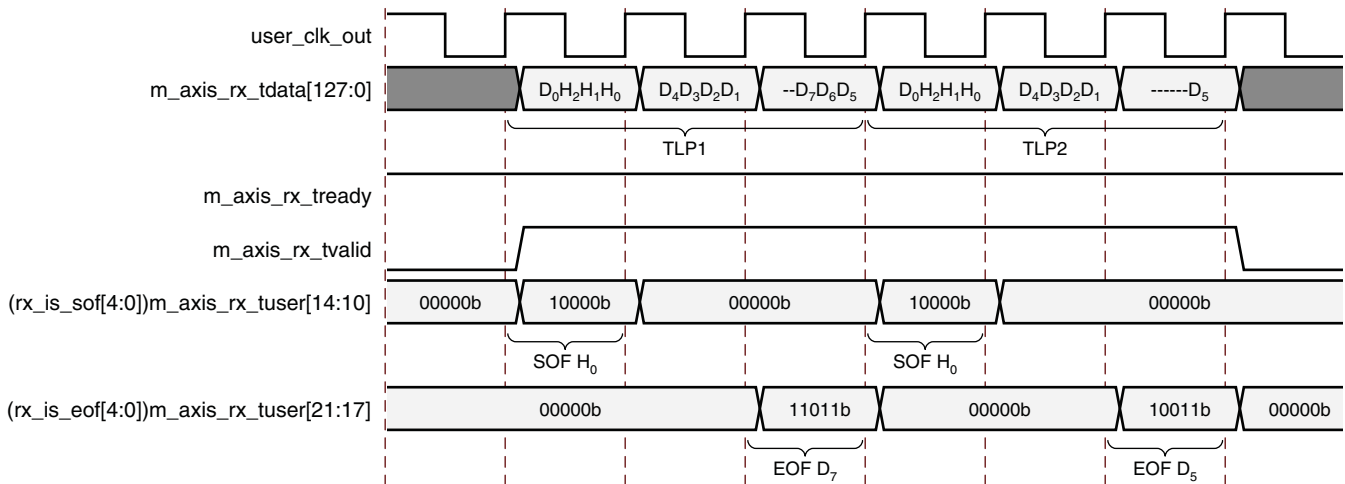 user_clk_out
m_axis_rx_tdata[127:0] D₀H₂H₁H₀ D₄D₃D₂D₁ --D₇D₆D₅ D₀H₂H₁H₀ D₄D₃D₂D₁ ------D₅
TLP1 TLP2
m_axis_rx_tready
m_axis_rx_tvalid
(rx_is_sof[4:0])m_axis_rx_tuser[14:10] 00000b 10000b 00000b 10000b 00000b
SOF H₀ SOF H₀
(rx_is_eof[4:0])m_axis_rx_tuser[21:17] 00000b 11011b 00000b 10011b 00000b
EOF D₇ EOF D₅